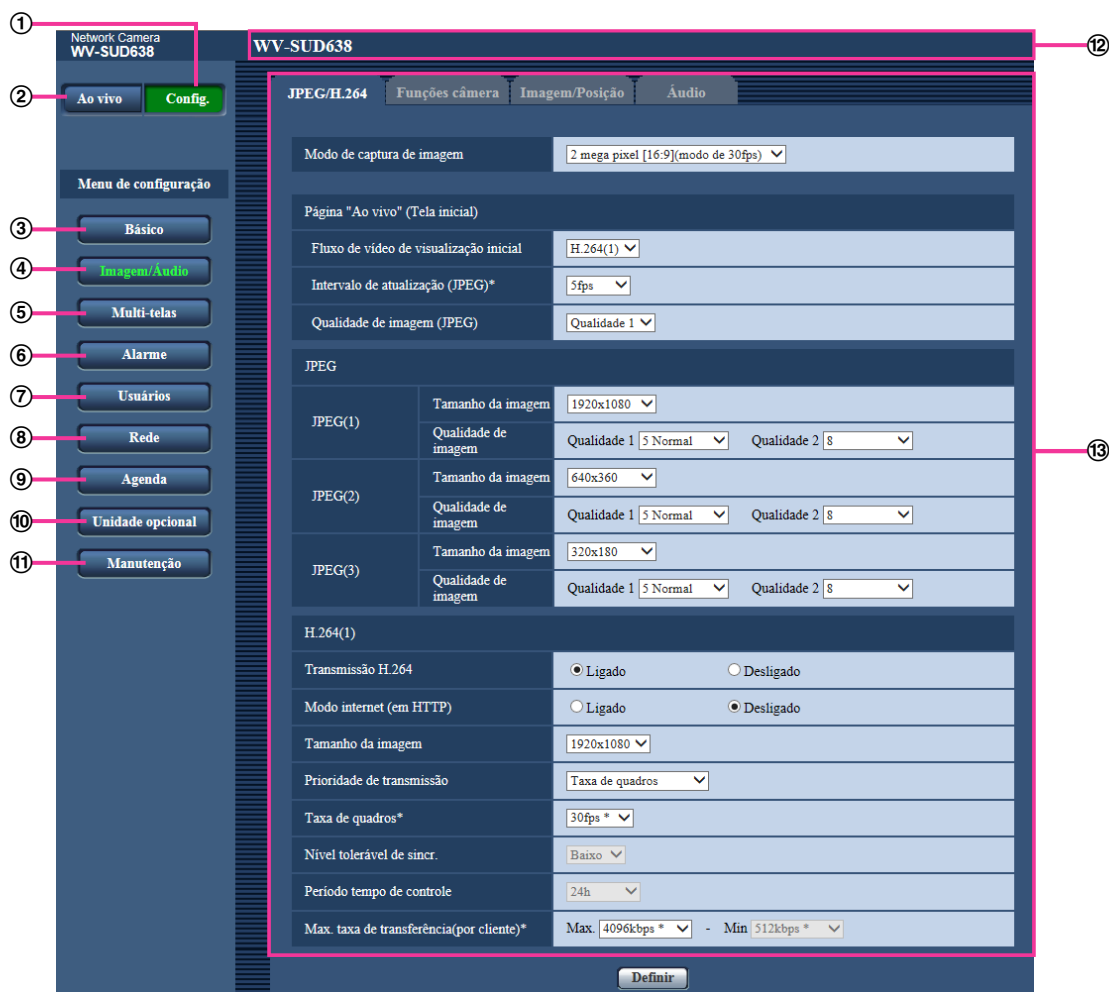 ①
Network Camera
WV-SUD638
WV-SUD638
⑫
② Ao vivo Config.
JPEG/H.264 Funções câmera Imagem/Posição Áudio
Modo de captura de imagem 2 mega pixel [16:9](modo de 30fps)
Menu de configuração
③ Básico
④ Imagem/Áudio
⑤ Multi-telas
⑥ Alarme
⑦ Usuários
⑧ Rede
⑨ Agenda
⑩ Unidade opcional
⑪ Manutenção
Página "Ao vivo" (Tela inicial)
Fluxo de vídeo de visualização inicial H.264(1)
Intervalo de atualização (JPEG)* 5fps
Qualidade de imagem (JPEG) Qualidade 1
JPEG
JPEG(1)
Tamanho da imagem 1920x1080
Qualidade de
imagem
Qualidade 1 5 Normal Qualidade 2 8
⑬
JPEG(2)
Tamanho da imagem 640x360
Qualidade de
imagem
Qualidade 1 5 Normal Qualidade 2 8
JPEG(3)
Tamanho da imagem 320x180
Qualidade de
imagem
Qualidade 1 5 Normal Qualidade 2 8
H.264(1)
Transmissão H.264 Ligado Desligado
Modo internet (em HTTP) Ligado Desligado
Tamanho da imagem 1920x1080
Prioridade de transmissão Taxa de quadros
Taxa de quadros* 30fps *
Nível tolerável de sincr. Baixo
Período tempo de controle 24h
Max. taxa de transferência(por cliente)* Max. 4096kbps * - Min 512kbps *
Definir